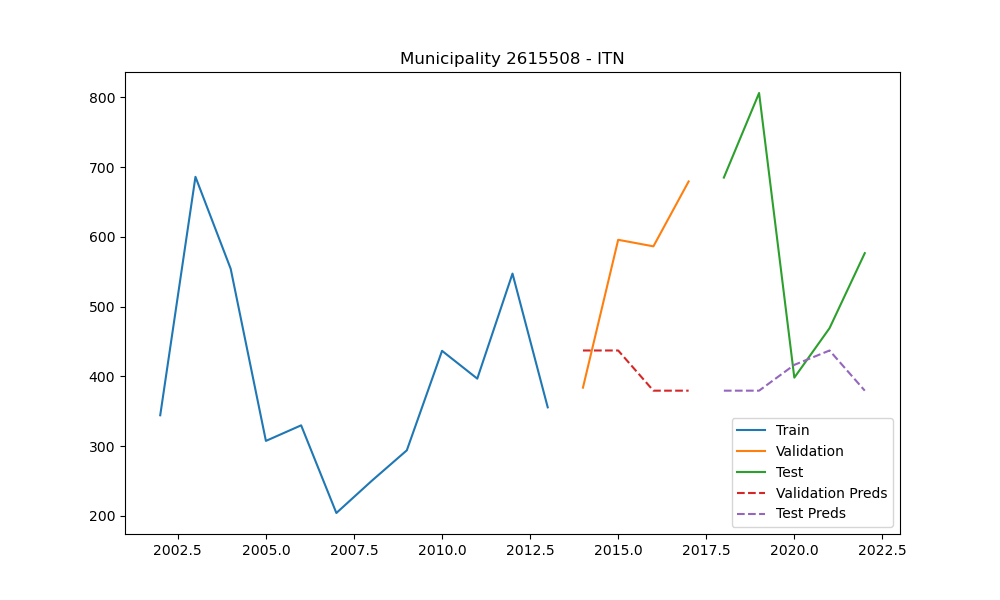 Municipality 2615508 - ITN
800
700
600
500
400
300
200
2002.5 2005.0 2007.5 2010.0 2012.5 2015.0 2017.5 2020.0 2022.5
Train
Validation
Test
Validation Preds
Test Preds